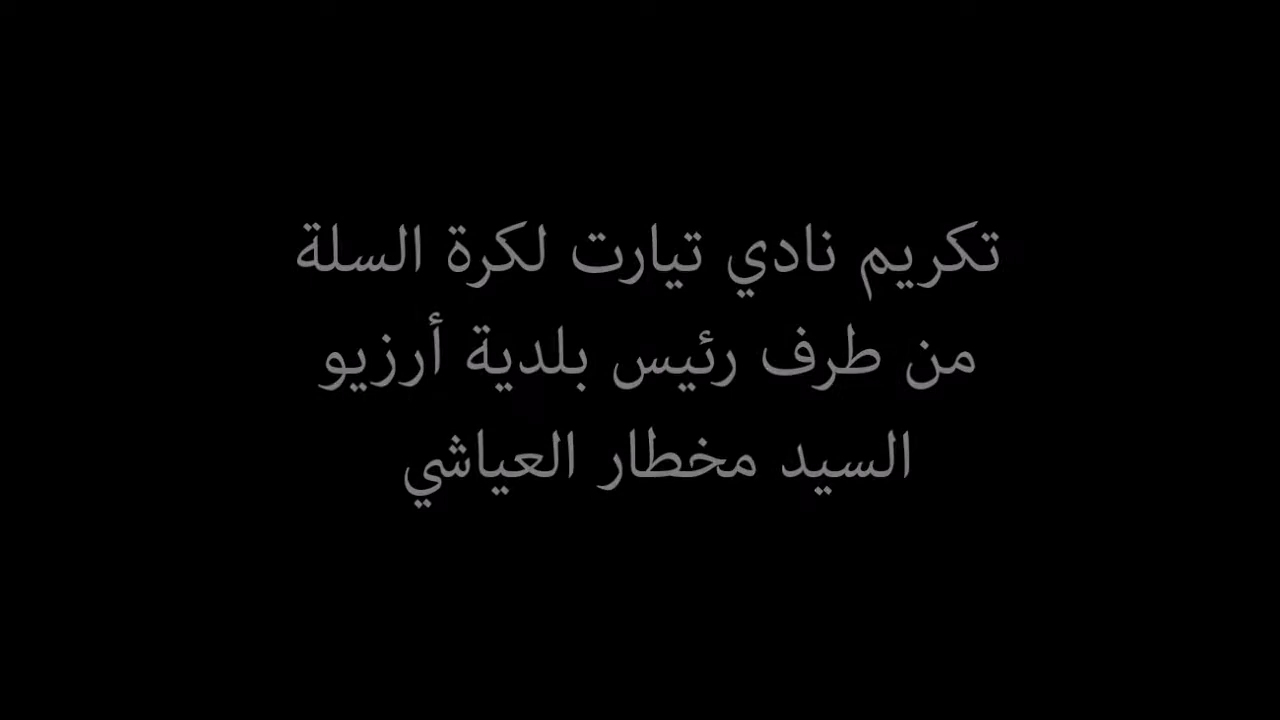 تكريم نادي تيارت لكرة السلة
من طرف رئيس بلدية أرزيو
السيد مخطار العياشي